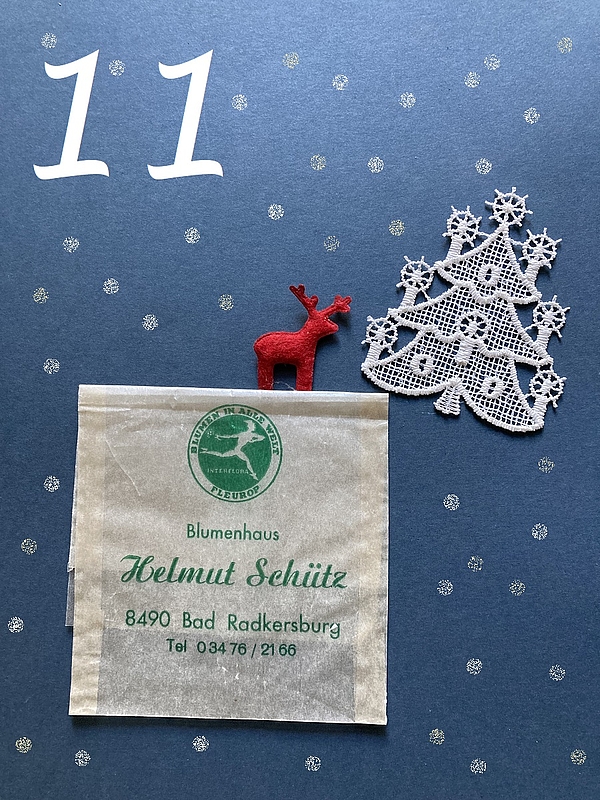 11
BLUMEN IN ALLE WELT
INTERFLORA
FLEUROP
Blumenhaus
Helmut Schütz
8490 Bad Radkersburg
Tel 03476/2166